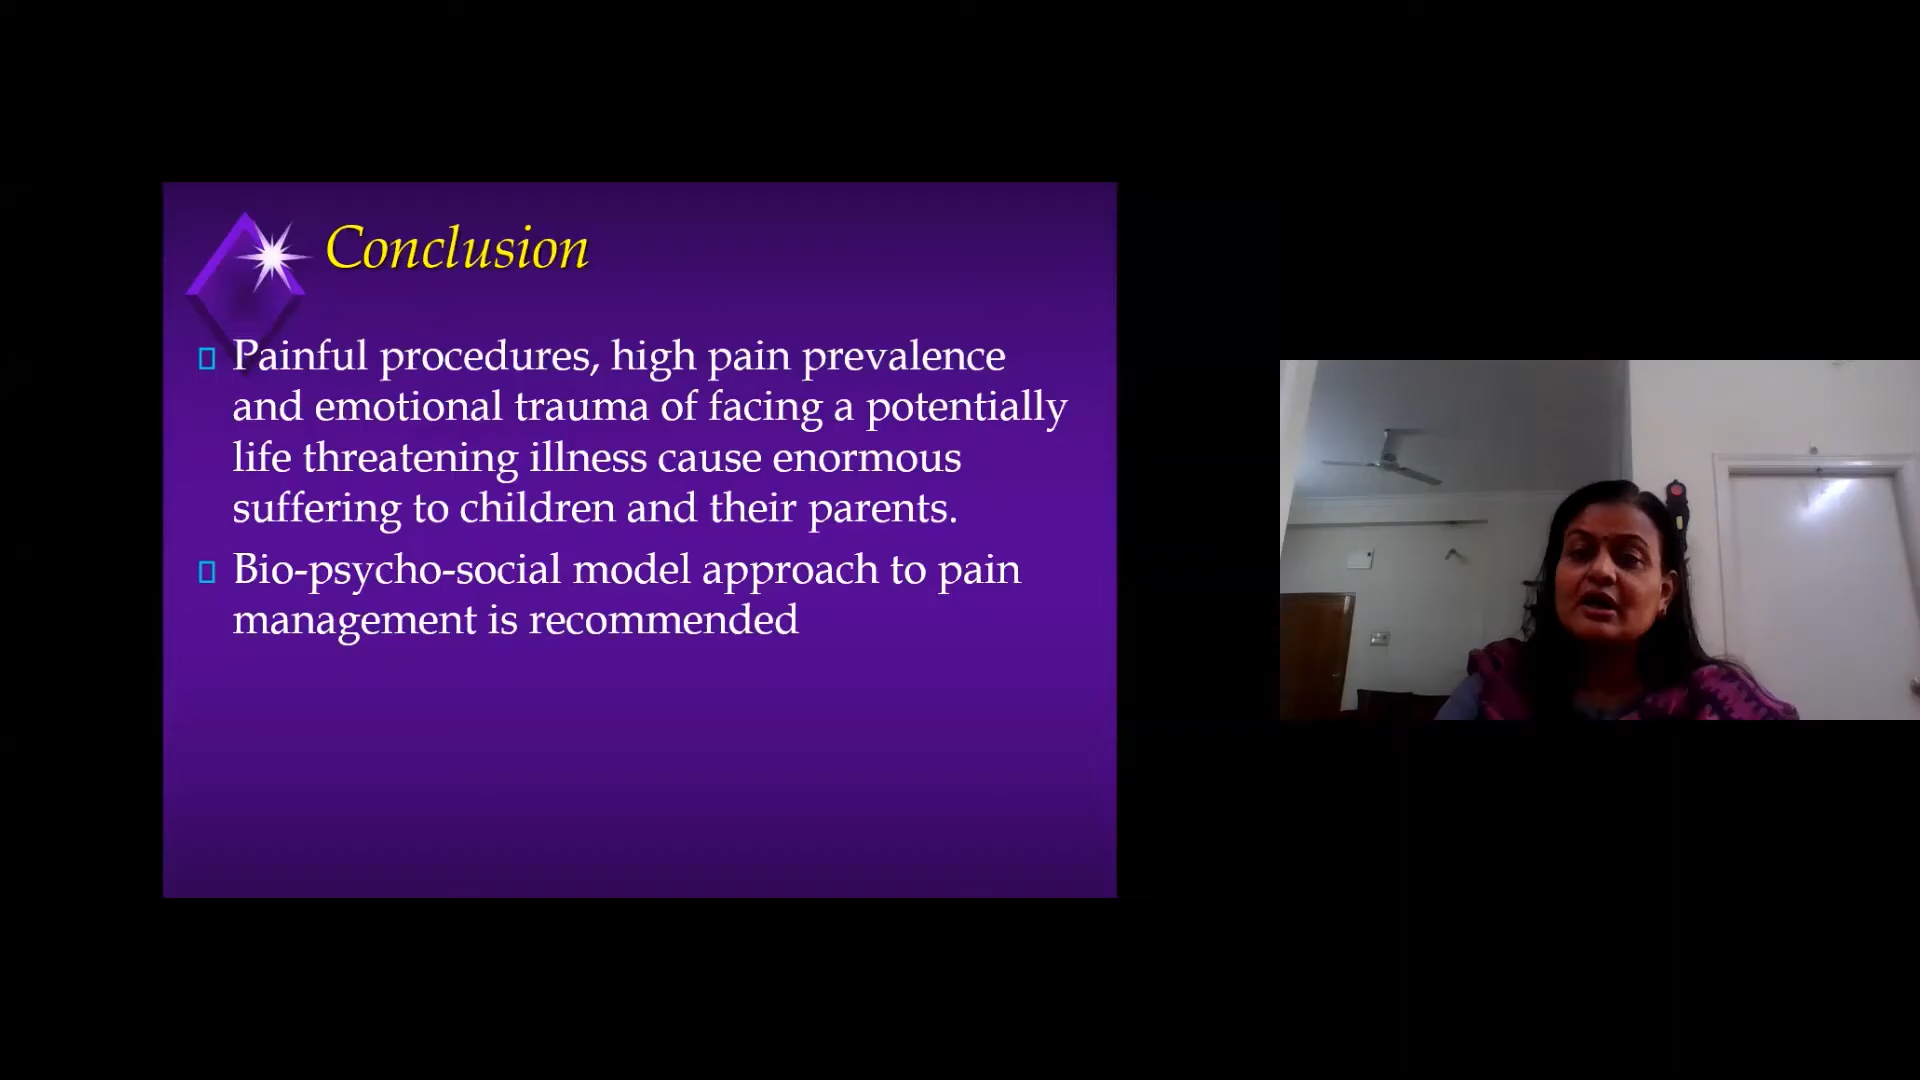 Conclusion
Painful procedures, high pain prevalence
and emotional trauma of facing a potentially
life threatening illness cause enormous
suffering to children and their parents.
Bio-psycho-social model approach to pain
management is recommended